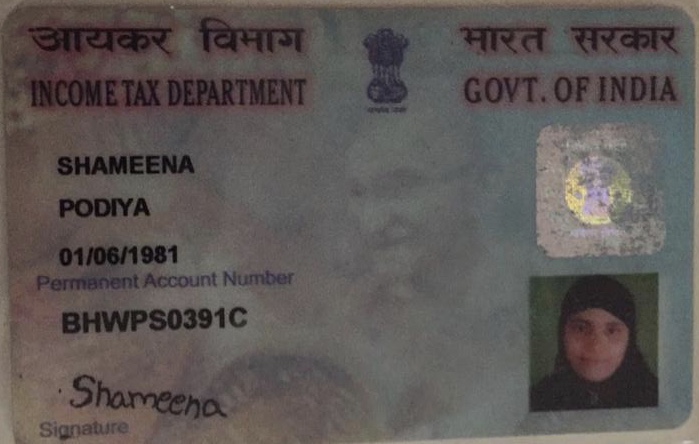 आयकर विभाग
भारत सरकार
INCOME TAX DEPARTMENT
GOVT. OF INDIA
SHAMEENA
PODIYA
01/06/1981
Permanent Account Number
BHWPS0391C
Shameena
Signature